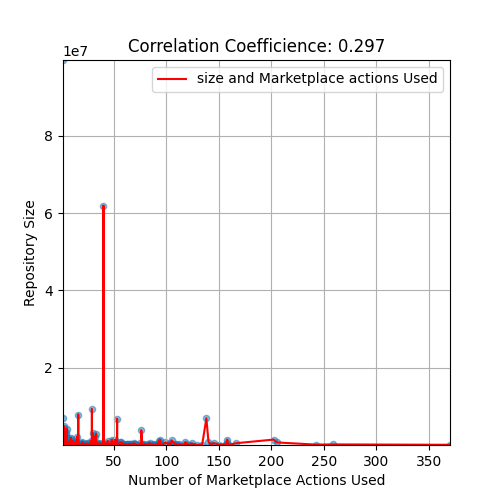 Correlation Coefficience: 0.297
1e7
size and Marketplace actions Used
8
6
4
2
Repository Size
50 100 150 200 250 300 350
Number of Marketplace Actions Used